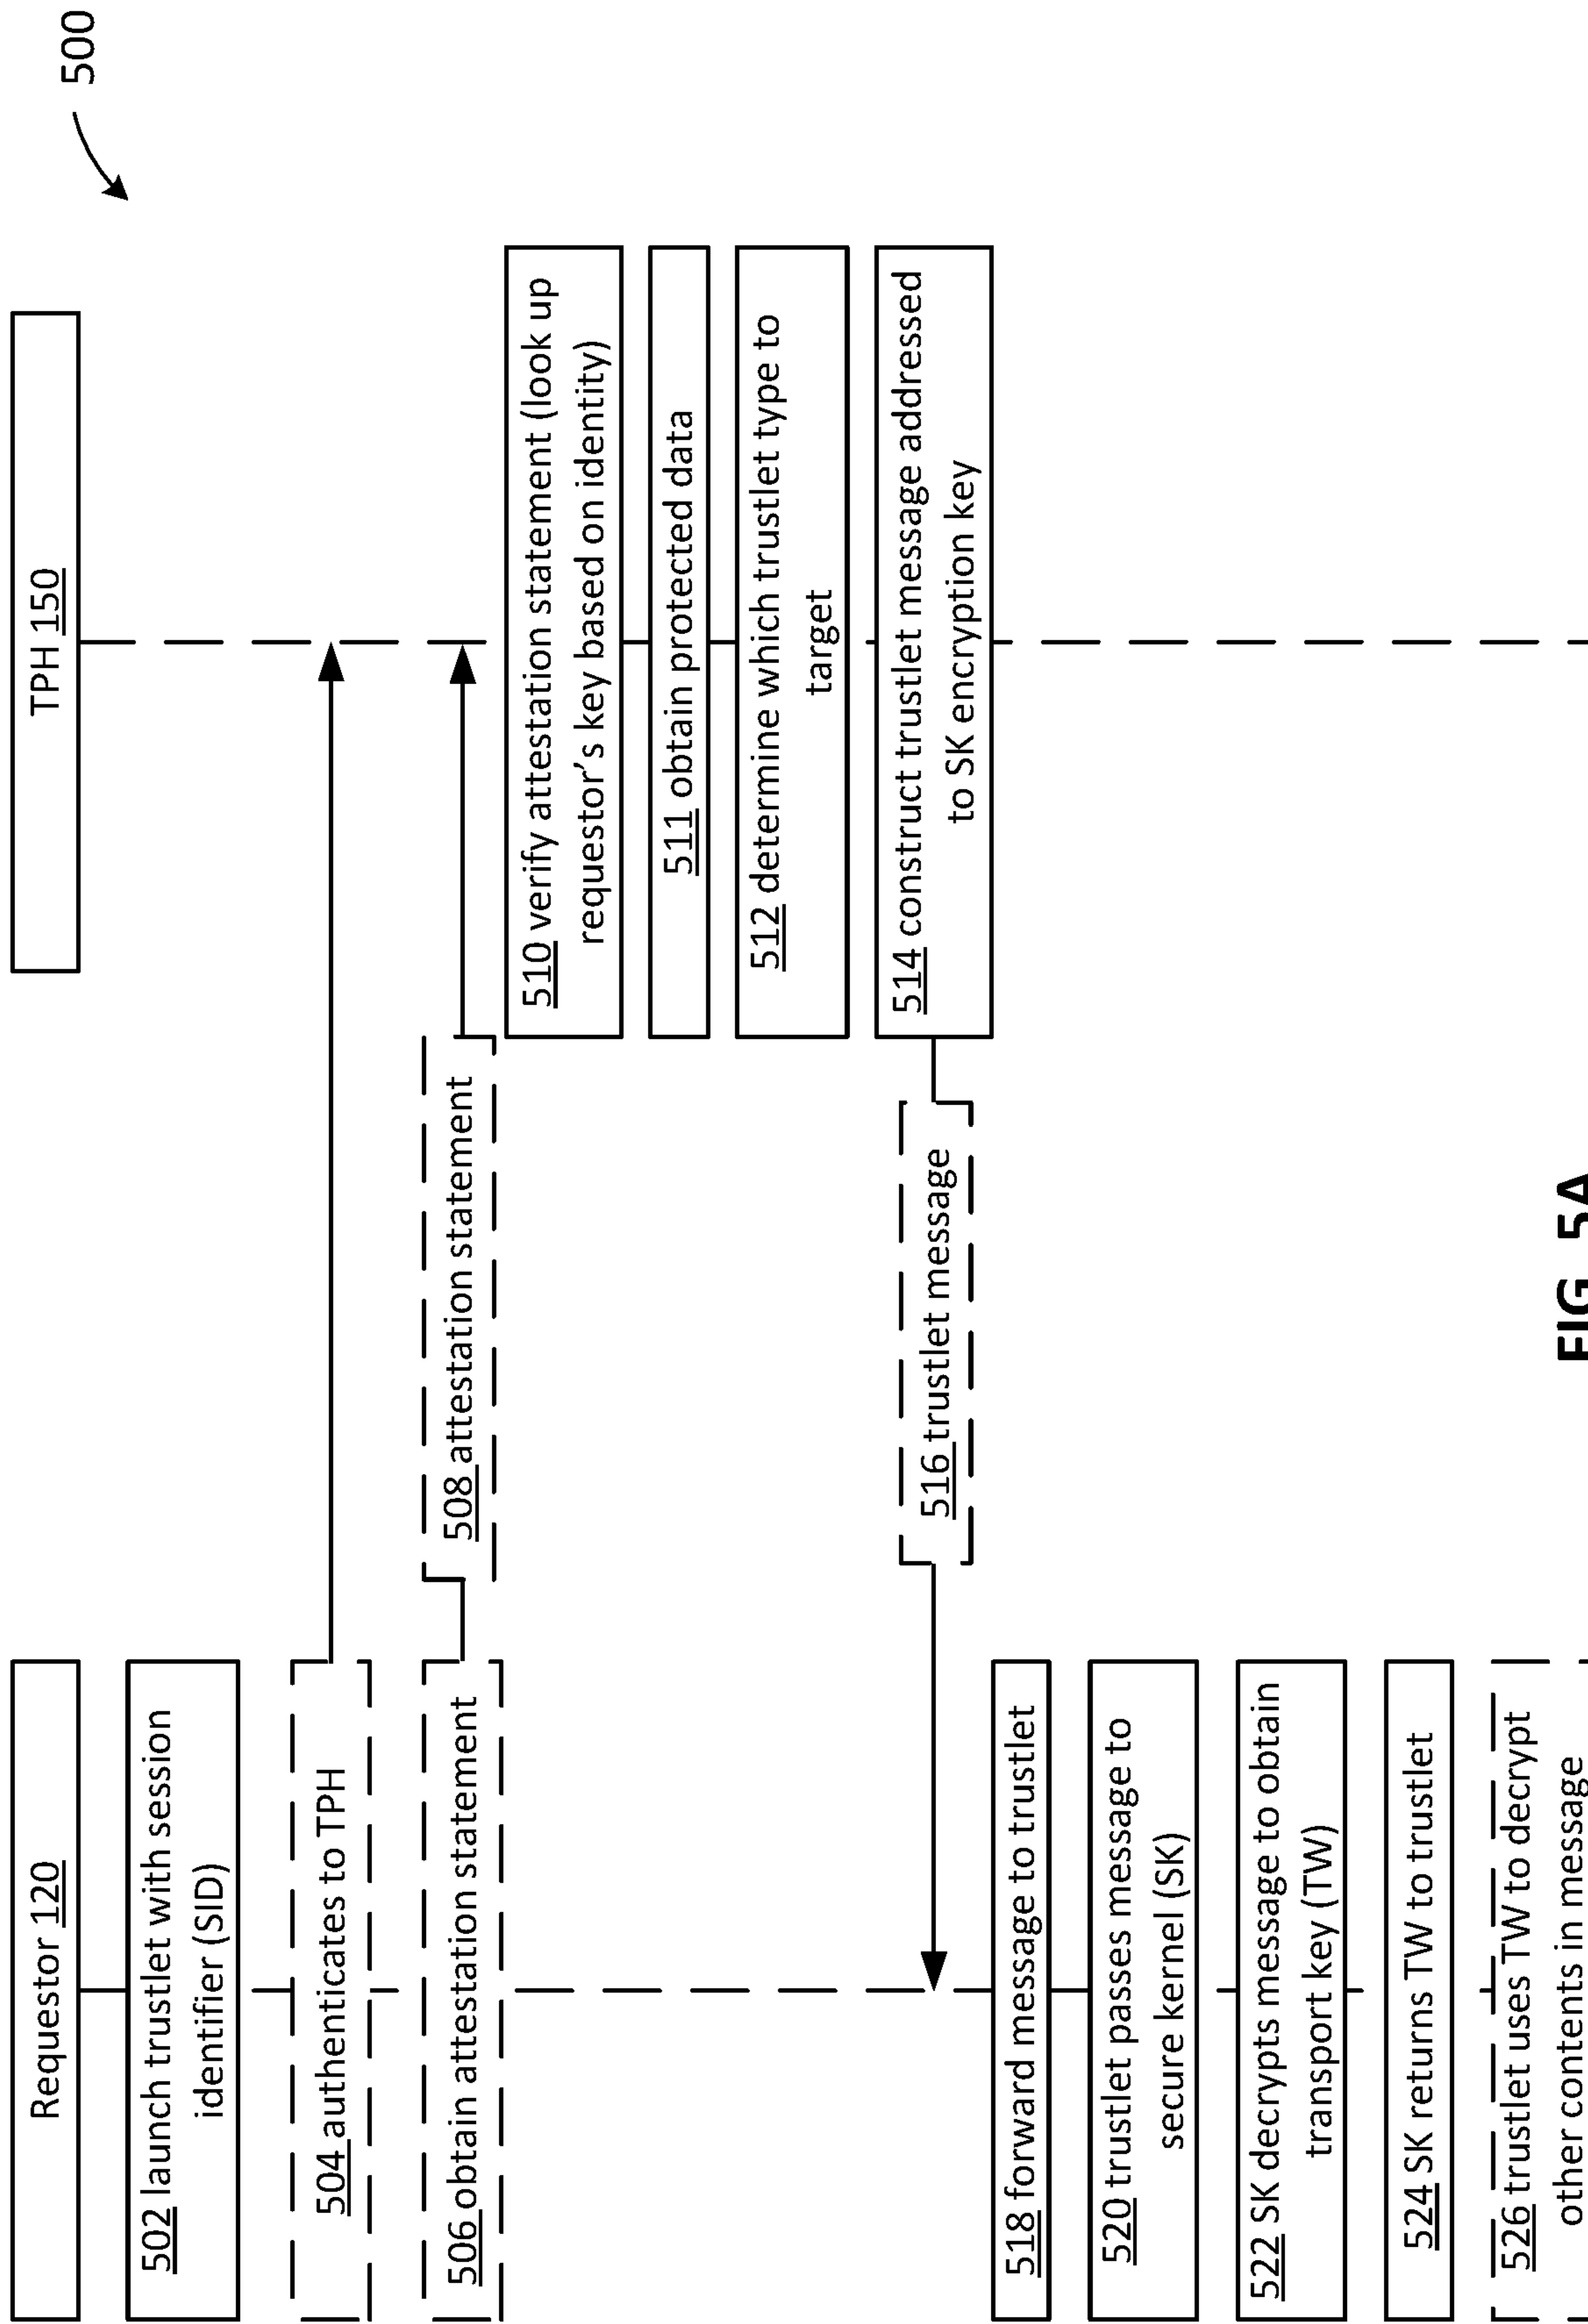 500
Requestor 120
TPH 150
502 launch trustlet with session
identifier (SID)
504 authenticates to TPH
506 obtain attestation statement
508 attestation statement
510 verify attestation statement (look up
requestor's key based on identity)
511 obtain protected data
512 determine which trustlet type to
target
514 construct trustlet message addressed
to SK encryption key
516 trustlet message
518 forward message to trustlet
520 trustlet passes message to
secure kernel (SK)
522 SK decrypts message to obtain
transport key (TW)
524 SK returns TW to trustlet
526 trustlet uses TW to decrypt
other contents in message
FIG. 5A